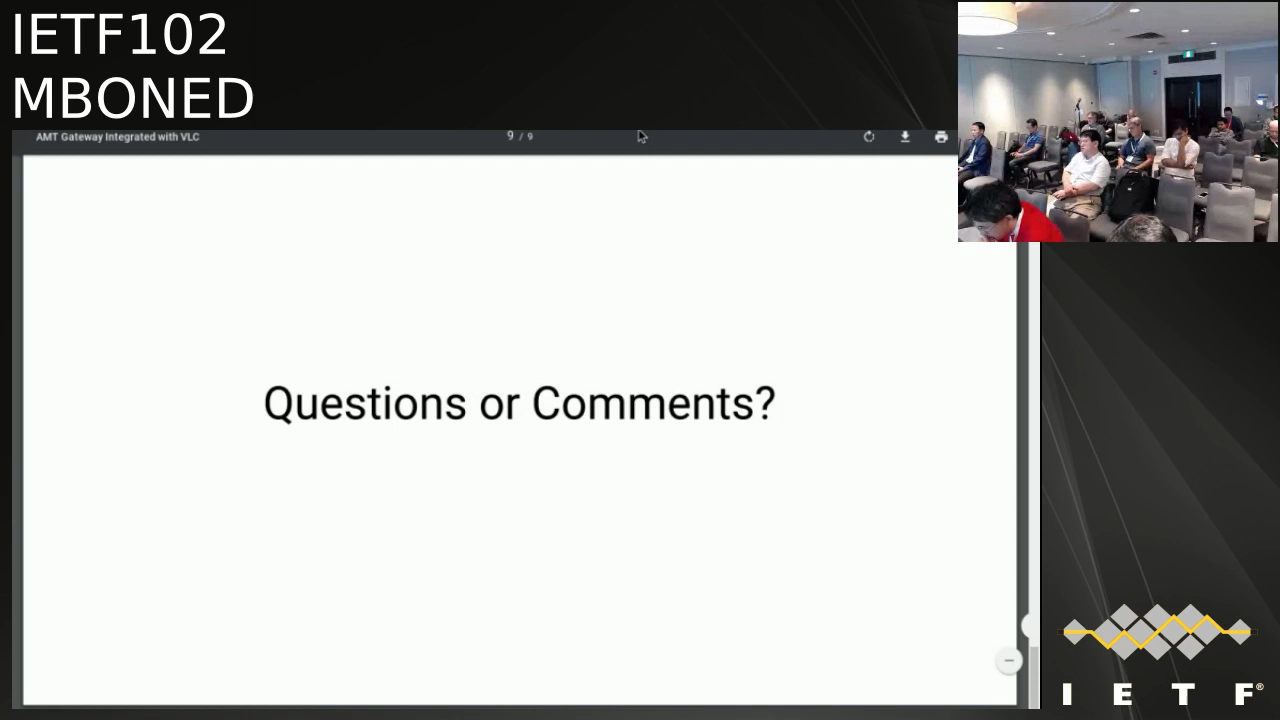 IETF102
MBONED
AMT Gateway Integrated with VLC
9 / 9
Questions or Comments?
I E T F®